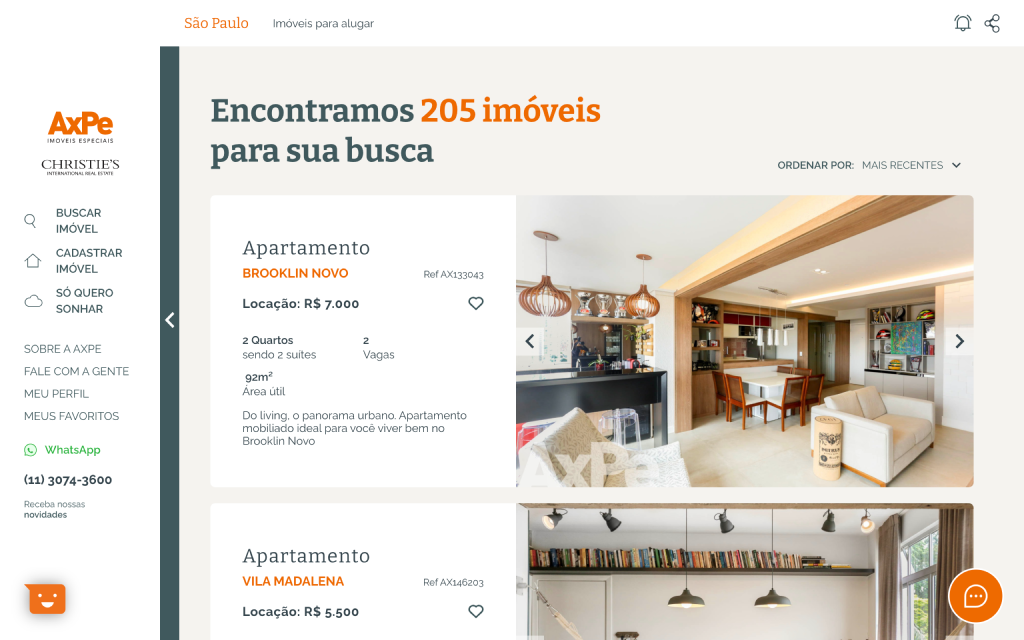 São Paulo
Imóveis para alugar
AxPe
IMÓVEIS ESPECIAIS
CHRISTIE'S
INTERNATIONAL REAL ESTATE
BUSCAR
IMÓVEL
CADASTRAR
IMÓVEL
SÓ QUERO
SONHAR
SOBRE A AXPE
FALE COM A GENTE
MEU PERFIL
MEUS FAVORITOS
WhatsApp
(11) 3074-3600
Receba nossas
novidades
Encontramos 205 imóveis
para sua busca
ORDENAR POR: MAIS RECENTES
Apartamento
BROOKLIN NOVO
Ref AX133043
Locação: R$ 7.000
2 Quartos
sendo 2 suítes
2
Vagas
92m²
Área útil
Do living, o panorama urbano. Apartamento
mobiliado ideal para você viver bem no
Brooklin Novo
AxPe
Apartamento
VILA MADALENA
Ref AX146203
Locação: R$ 5.500